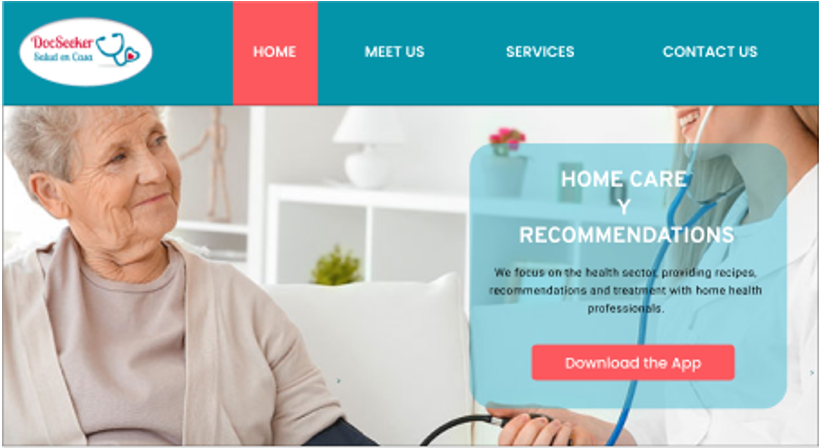 DocSeeker
Salud en Casa
HOME
MEET US
SERVICES
CONTACT US
HOME CARE
Y
RECOMMENDATIONS
We focus on the health sector, providing recipes,
recommendations and treatment with home health
professionals.
Download the App